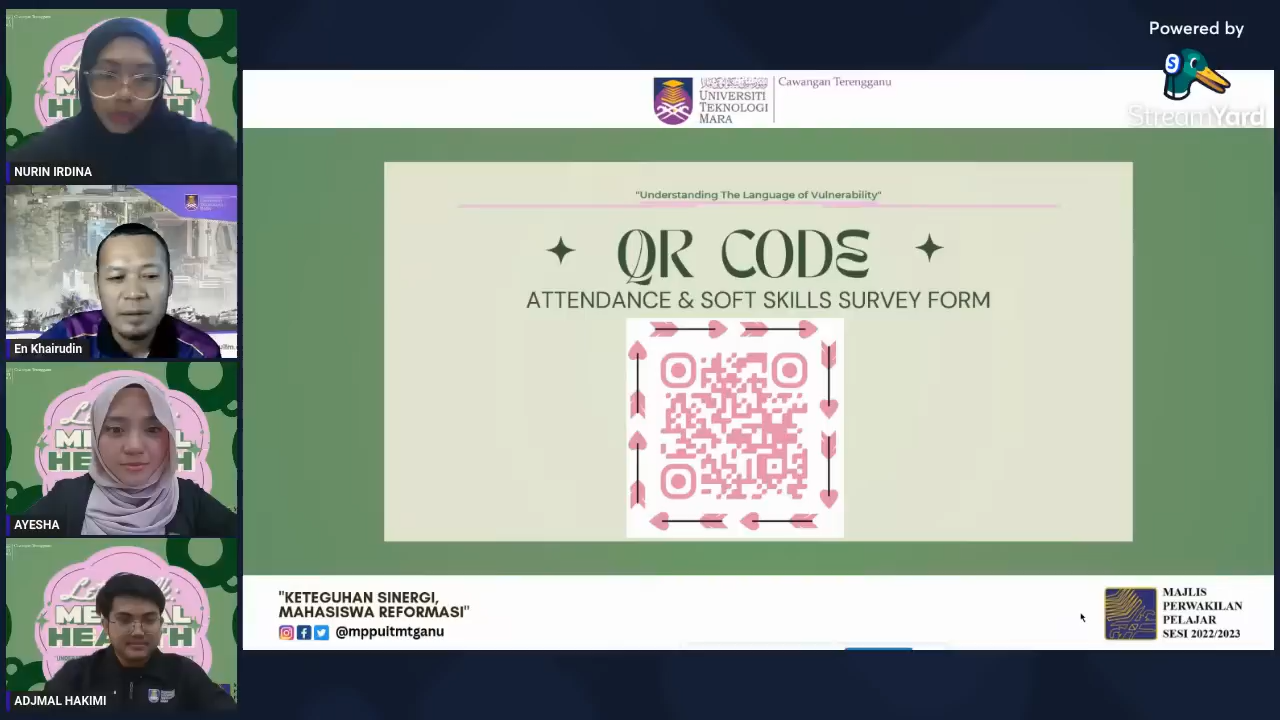 NURIN IRDINA
En Khairudin
AYESHA
ADJMAL HAKIMI
UNIVERSITI
TEKNOLOGI
MARA
Cawangan Terengganu
Powered by
StreamYard
"Understanding The Language of Vulnerability"
QR CODE
ATTENDANCE & SOFT SKILLS SURVEY FORM
"KETEGUHAN SINERGI,
MAHASISWA REFORMASI"
@mppuitmtganu
MAJLIS
PERWAKILAN
PELAJAR
SESI 2022/2023